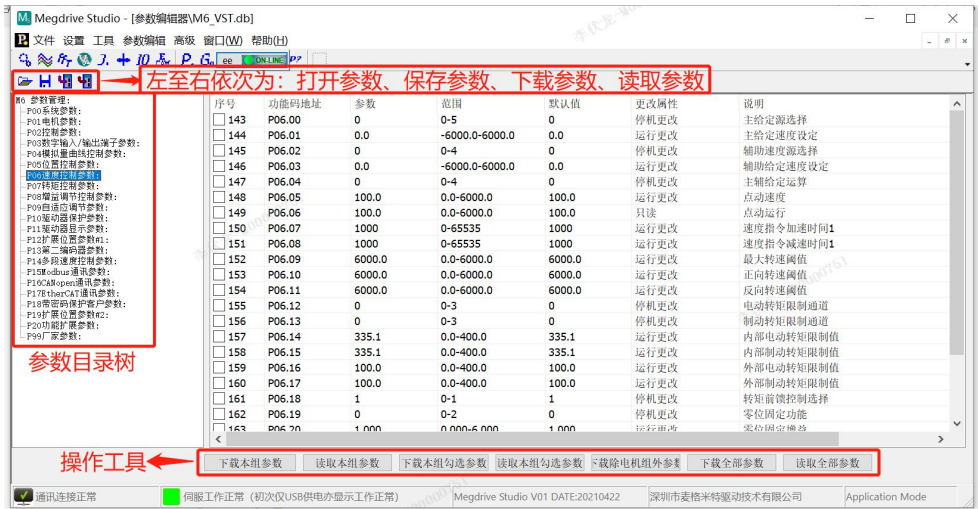 Megdrive Studio - [参数编辑器\M6_VST.db]
文件 设置 工具 参数编辑 高级 窗口(W) 帮助(H)
ee ON-LINE P?
左至右依次为：打开参数、保存参数、下载参数、读取参数
M6 参数管理:
P00系统参数:
P01电机参数:
P02控制参数:
P03数字输入/输出端子参数:
P04模拟量曲线控制参数:
P05位置控制参数:
P06速度控制参数:
P07转矩控制参数:
P08增益调节控制参数:
P09自适应调节参数:
P10驱动器保护参数:
P11驱动器显示参数:
P12扩展位置参数#1:
P13第二编码器参数:
P14多段速度控制参数:
P15Modbus通讯参数:
P16CANopen通讯参数:
P17EtherCAT通讯参数:
P18带密码保护客户参数:
P19扩展位置参数#2:
P20功能扩展参数:
P99厂家参数:
参数目录树
序号 功能码地址 参数 范围 默认值 更改属性 说明
143 P06.00 0 0-5 0 停机更改 主给定源选择
144 P06.01 0.0 -6000.0-6000.0 0.0 运行更改 主给定速度设定
145 P06.02 0 0-4 0 停机更改 辅助速度源选择
146 P06.03 0.0 -6000.0-6000.0 0.0 运行更改 辅助给定速度设定
147 P06.04 0 0-4 0 停机更改 主辅给定运算
148 P06.05 100.0 0.0-6000.0 100.0 运行更改 点动速度
149 P06.06 100.0 0.0-6000.0 100.0 只读 点动运行
150 P06.07 1000 0-65535 1000 运行更改 速度指令加速时间1
151 P06.08 1000 0-65535 1000 运行更改 速度指令减速时间1
152 P06.09 6000.0 0.0-6000.0 6000.0 运行更改 最大转速阈值
153 P06.10 6000.0 0.0-6000.0 6000.0 运行更改 正向转速阈值
154 P06.11 6000.0 0.0-6000.0 6000.0 运行更改 反向转速阈值
155 P06.12 0 0-3 0 停机更改 电动转矩限制通道
156 P06.13 0 0-3 0 停机更改 制动转矩限制通道
157 P06.14 335.1 0.0-400.0 335.1 运行更改 内部电动转矩限制值
158 P06.15 335.1 0.0-400.0 335.1 运行更改 内部制动转矩限制值
159 P06.16 100.0 0.0-400.0 100.0 运行更改 外部电动转矩限制值
160 P06.17 100.0 0.0-400.0 100.0 运行更改 外部制动转矩限制值
161 P06.18 1 0-1 1 停机更改 转矩前馈控制选择
162 P06.19 0 0-2 0 停机更改 零位固定功能
163 P06.20 1.000 0.000-6.000 1.000 运行更改 零位固定增益
操作工具
下载本组参数 读取本组参数 下载本组勾选参数 读取本组勾选参数 下载除电机组外参数 下载全部参数 读取全部参数
通讯连接正常 伺服工作正常（初次仅USB供电亦显示工作正常） Megdrive Studio V01 DATE:20210422 深圳市麦格米特驱动技术有限公司 Application Mode